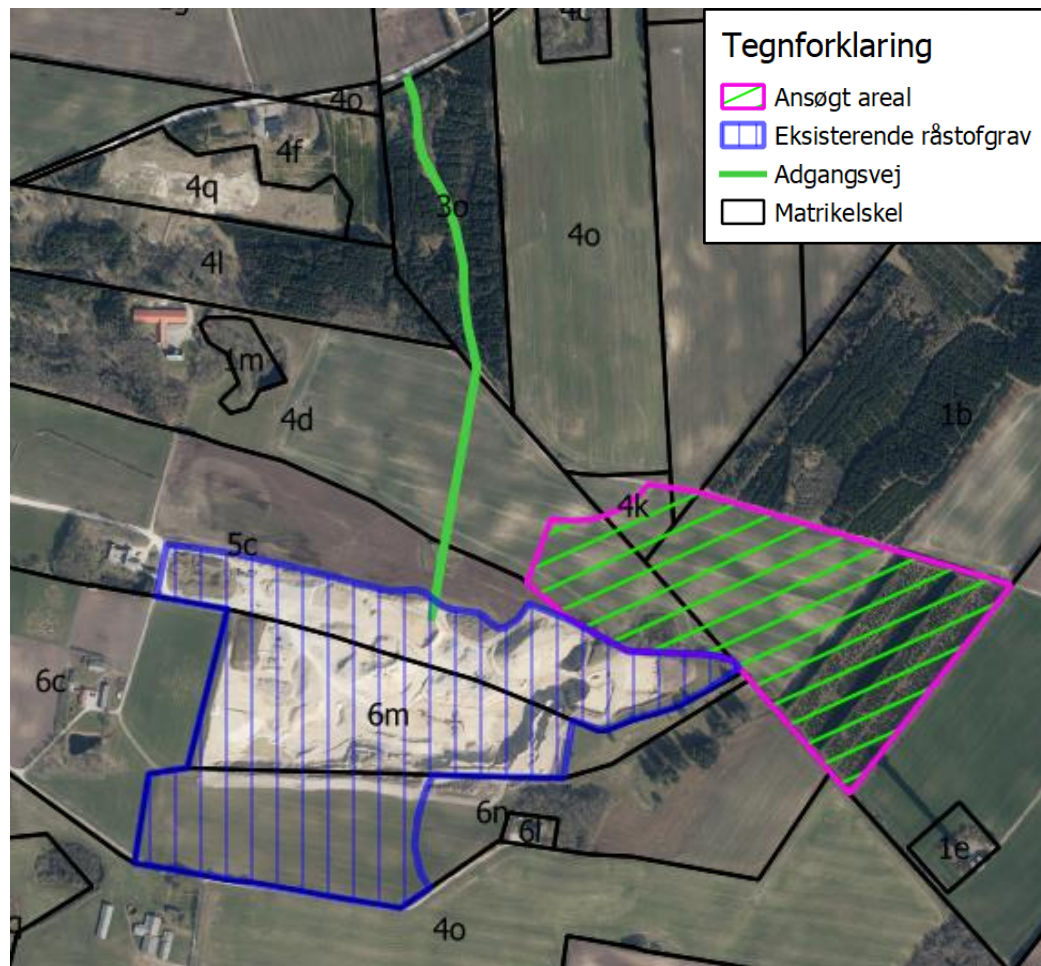 4c
Tegnforklaring
Ansøgt areal
Eksisterende råstofgrav
Adgangsvej
Matrikelskel
4o
4f
4q
3o
4o
4l
4d
1b
4k
5c
6c
6m
6n
6l
1e
4o